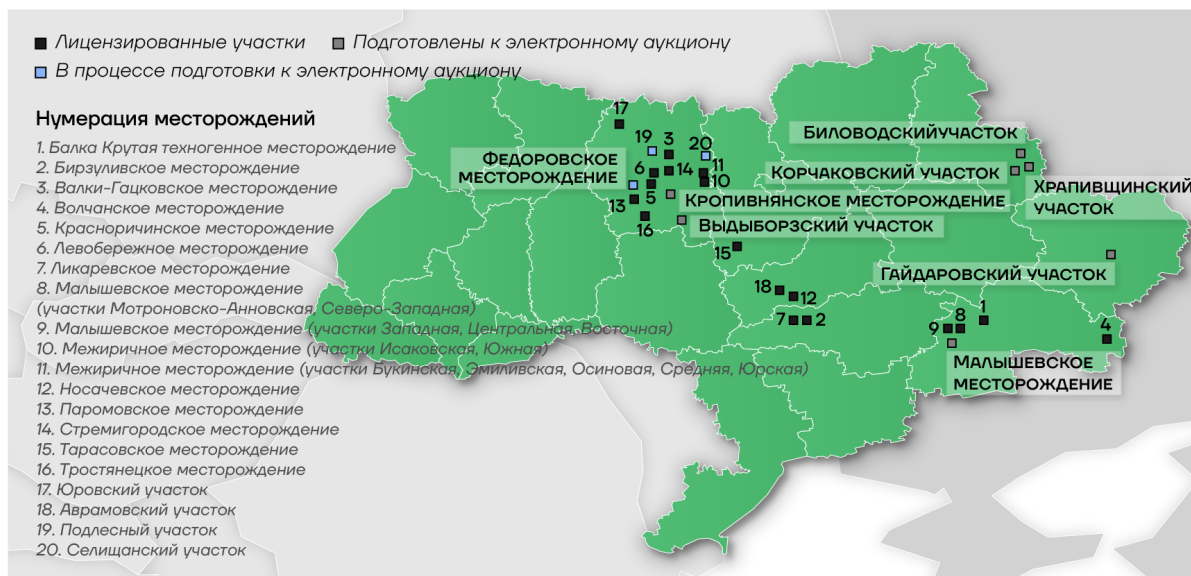 Лицензированные участки
Подготовлены к электронному аукциону
В процессе подготовки к электронному аукциону
Нумерация месторождений
1. Балка Крутая техногенное месторождение
2. Бирзуливское месторождение
3. Валки-Гацковское месторождение
4. Волчанское месторождение
5. Красноричинское месторождение
6. Левобережное месторождение
7. Ликаревское месторождение
8. Малышевское месторождение
(участки Мотроновско-Анновская, Северо-Западная)
9. Малышевское месторождение (участки Западная, Центральная, Восточная)
10. Межиричное месторождение (участки Исаковская, Южная)
11. Межиричное месторождение (участки Букинская, Эмиливская, Осиновая, Средняя, Юрская)
12. Носачевское месторождение
13. Паромовское месторождение
14. Стремигородское месторождение
15. Тарасовское месторождение
16. Тростянецкое месторождение
17. Юровский участок
18. Аврамовский участок
19. Подлесный участок
20. Селищанский участок
17
19
3
20
ФЕДОРОВСКОЕ
МЕСТОРОЖДЕНИЕ
6
14
11
10
13
5
16
КРОПИВНЯНСКОЕ МЕСТОРОЖДЕНИЕ
ВЫДЫБОРЗСКИЙ УЧАСТОК
БИЛОВОДСКИЙУЧАСТОК
КОРЧАКОВСКИЙ УЧАСТОК
ХРАПИВЩИНСКИЙ
УЧАСТОК
15
ГАЙДАРОВСКИЙ УЧАСТОК
18
12
7
2
9
8
1
4
МАЛЫШЕВСКОЕ
МЕСТОРОЖДЕНИЕ